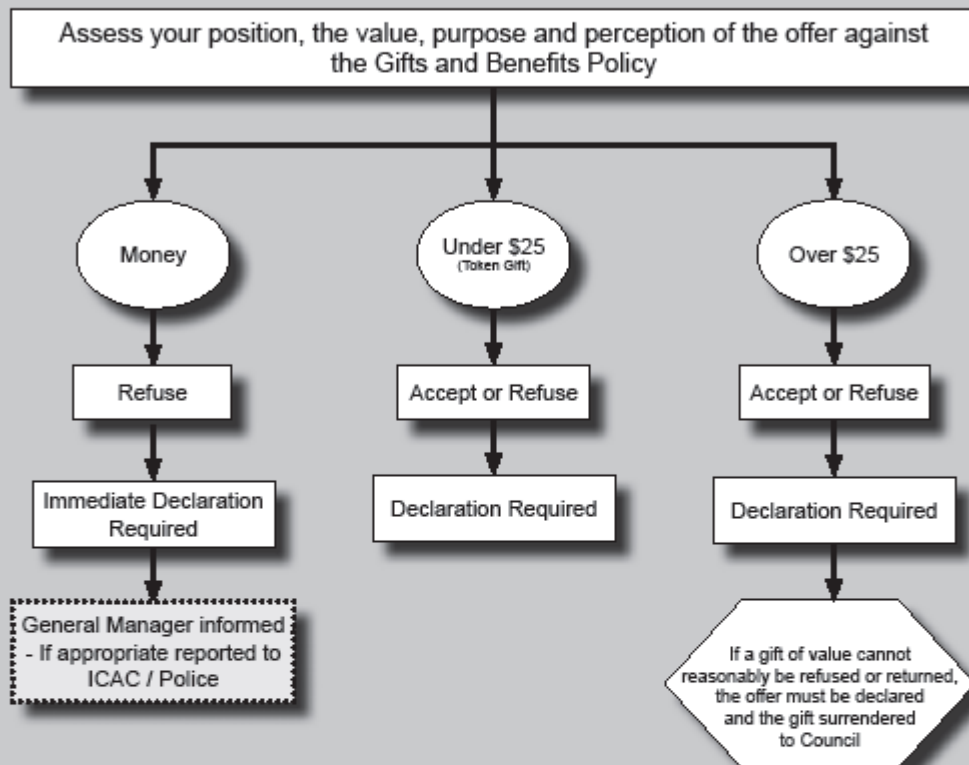 Assess your position, the value, purpose and perception of the offer against
the Gifts and Benefits Policy
Money
Under $25
(Token Gift)
Over $25
Refuse
Accept or Refuse
Accept or Refuse
Immediate Declaration
Required
Declaration Required
Declaration Required
General Manager informed
- If appropriate reported to
ICAC / Police
If a gift of value cannot
reasonably be refused or returned,
the offer must be declared
and the gift surrendered
to Council